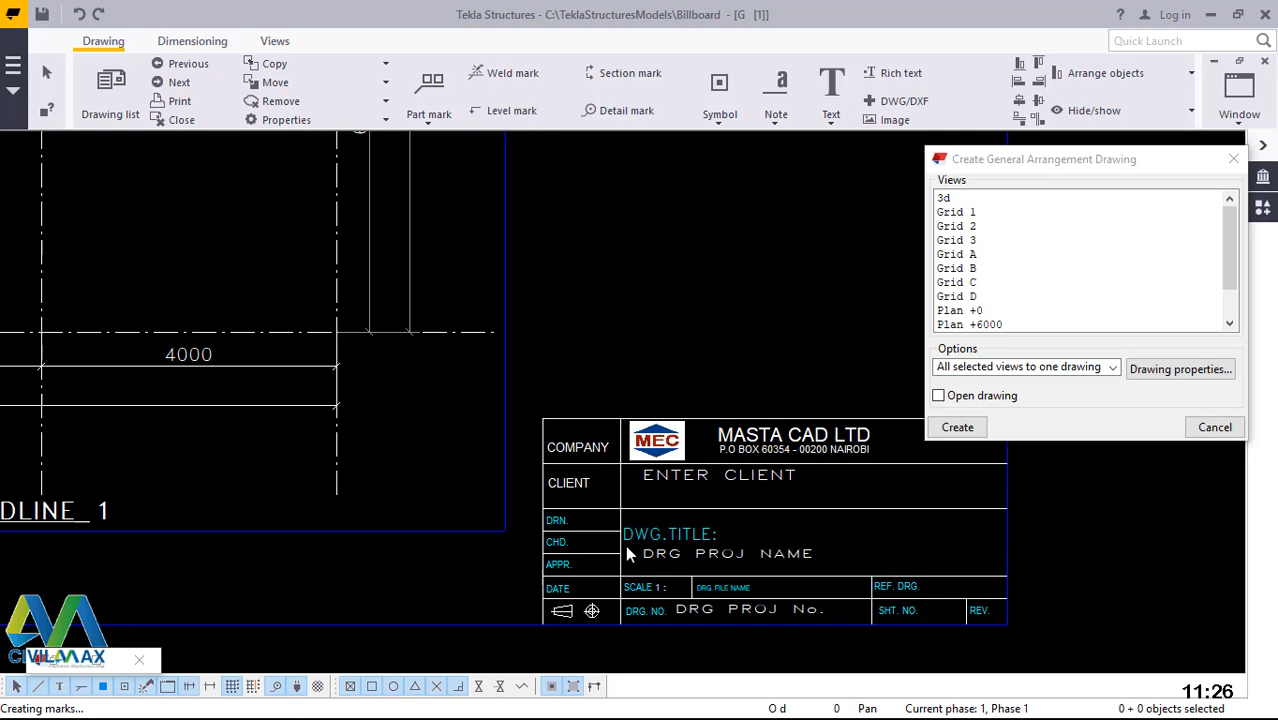 Tekla Structures - C:\TeklaStructuresModels\Billboard - [G [1]]
? Log in
Drawing Dimensioning Views
Quick Launch
Previous Copy Weld mark Section mark Rich text Arrange objects
Next Move
Drawing list Print Remove Part mark Level mark Detail mark Symbol Note Text DWG/DXF Hide/show Window
Close Properties Image
Create General Arrangement Drawing
Views
3d
Grid 1
Grid 2
Grid 3
Grid A
Grid B
Grid C
Grid D
Plan +0
Plan +6000
Options
All selected views to one drawing Drawing properties...
Open drawing
Create Cancel
4000
DLINE 1
COMPANY MEC MASTA CAD LTD
P.O BOX 60354 - 00200 NAIROBI
CLIENT ENTER CLIENT
DRN. DWG.TITLE:
CHD. DRG PROJ NAME
APPR.
DATE SCALE 1 : DRG. FILE NAME REF. DRG.
DRG. NO. DRG PROJ No. SHT. NO. REV.
CIVILMAX
11:26
Creating marks... O d 0 Pan Current phase: 1, Phase 1 0 + 0 objects selected